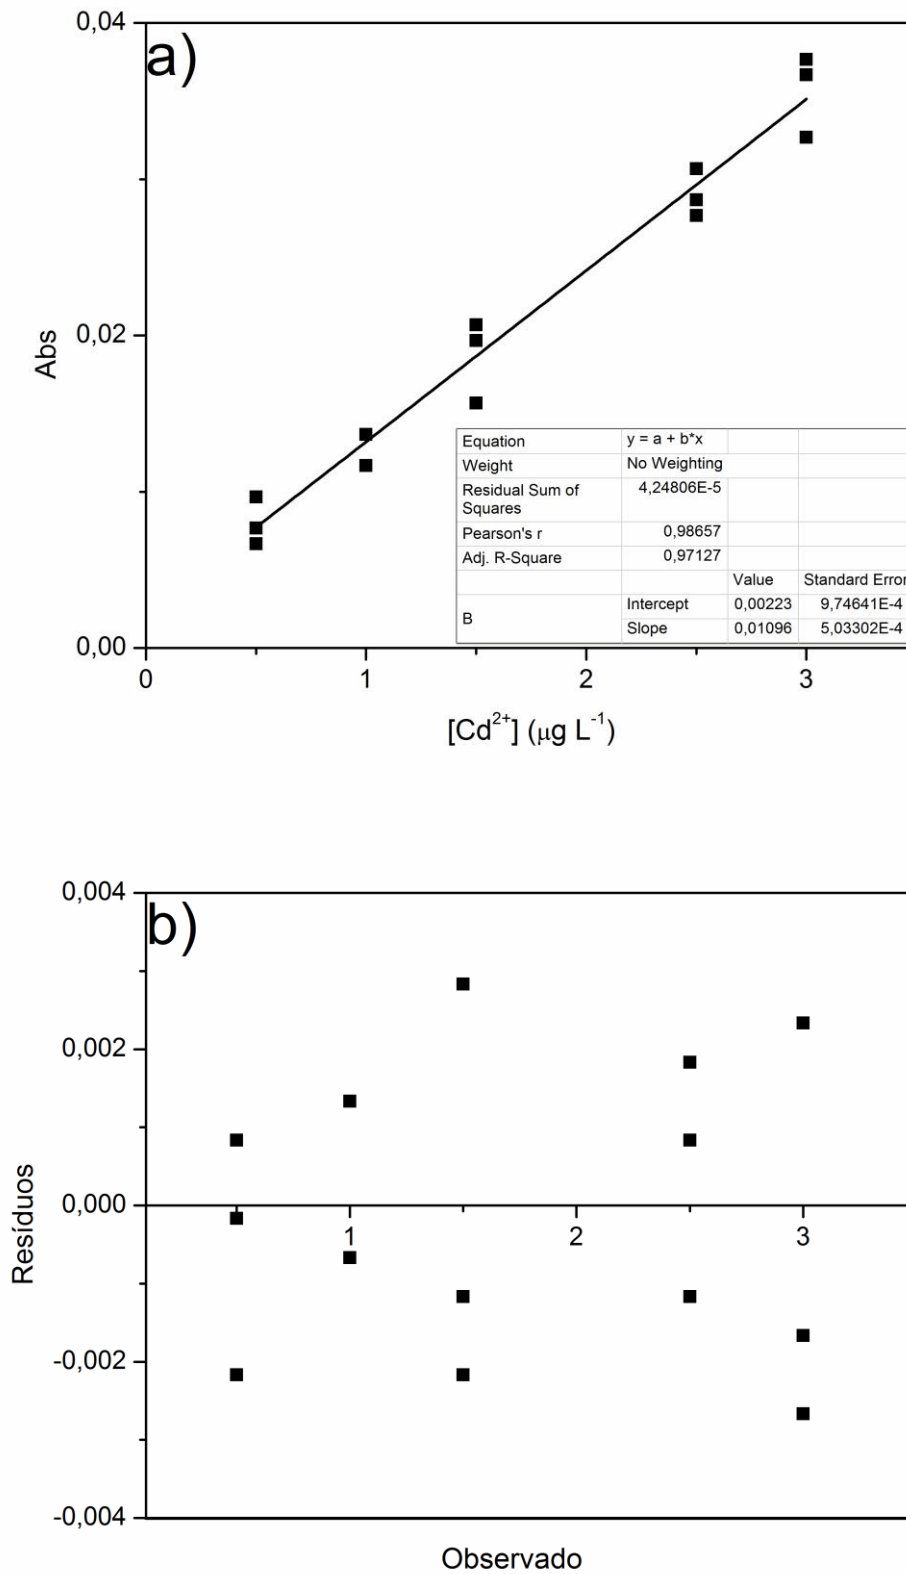 a)
0,04
0,02
0,00
Abs
0
1
2
3
[Cd2+] (μg L-1)
Equation y = a + b*x
Weight No Weighting
Residual Sum of Squares 4,24806E-5
Pearson's r 0,98657
Adj. R-Square 0,97127
Value Standard Error
B Intercept 0,00223 9,74641E-4
Slope 0,01096 5,03302E-4
b)
0,004
0,002
0,000
-0,002
-0,004
Resíduos
1
2
3
Observado